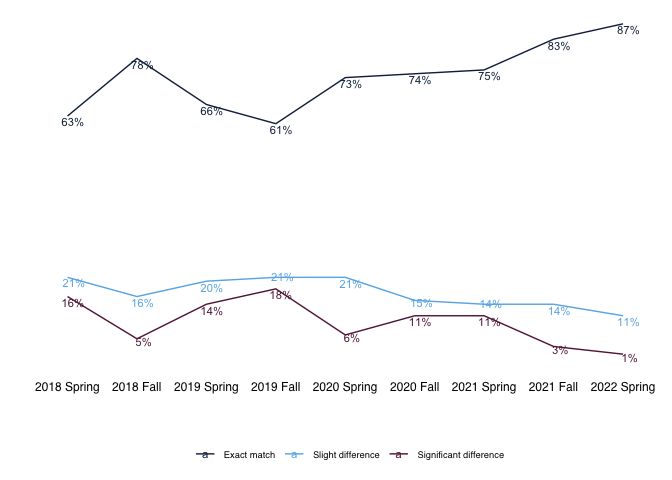 87%
83%
78%
75%
74%
73%
66%
63%
61%
21% 16% 20% 21% 21% 15% 14% 14% 11%
16% 5% 14% 18% 6% 11% 11% 3% 1%
2018 Spring 2018 Fall 2019 Spring 2019 Fall 2020 Spring 2020 Fall 2021 Spring 2021 Fall 2022 Spring
a Exact match a Slight difference a Significant difference